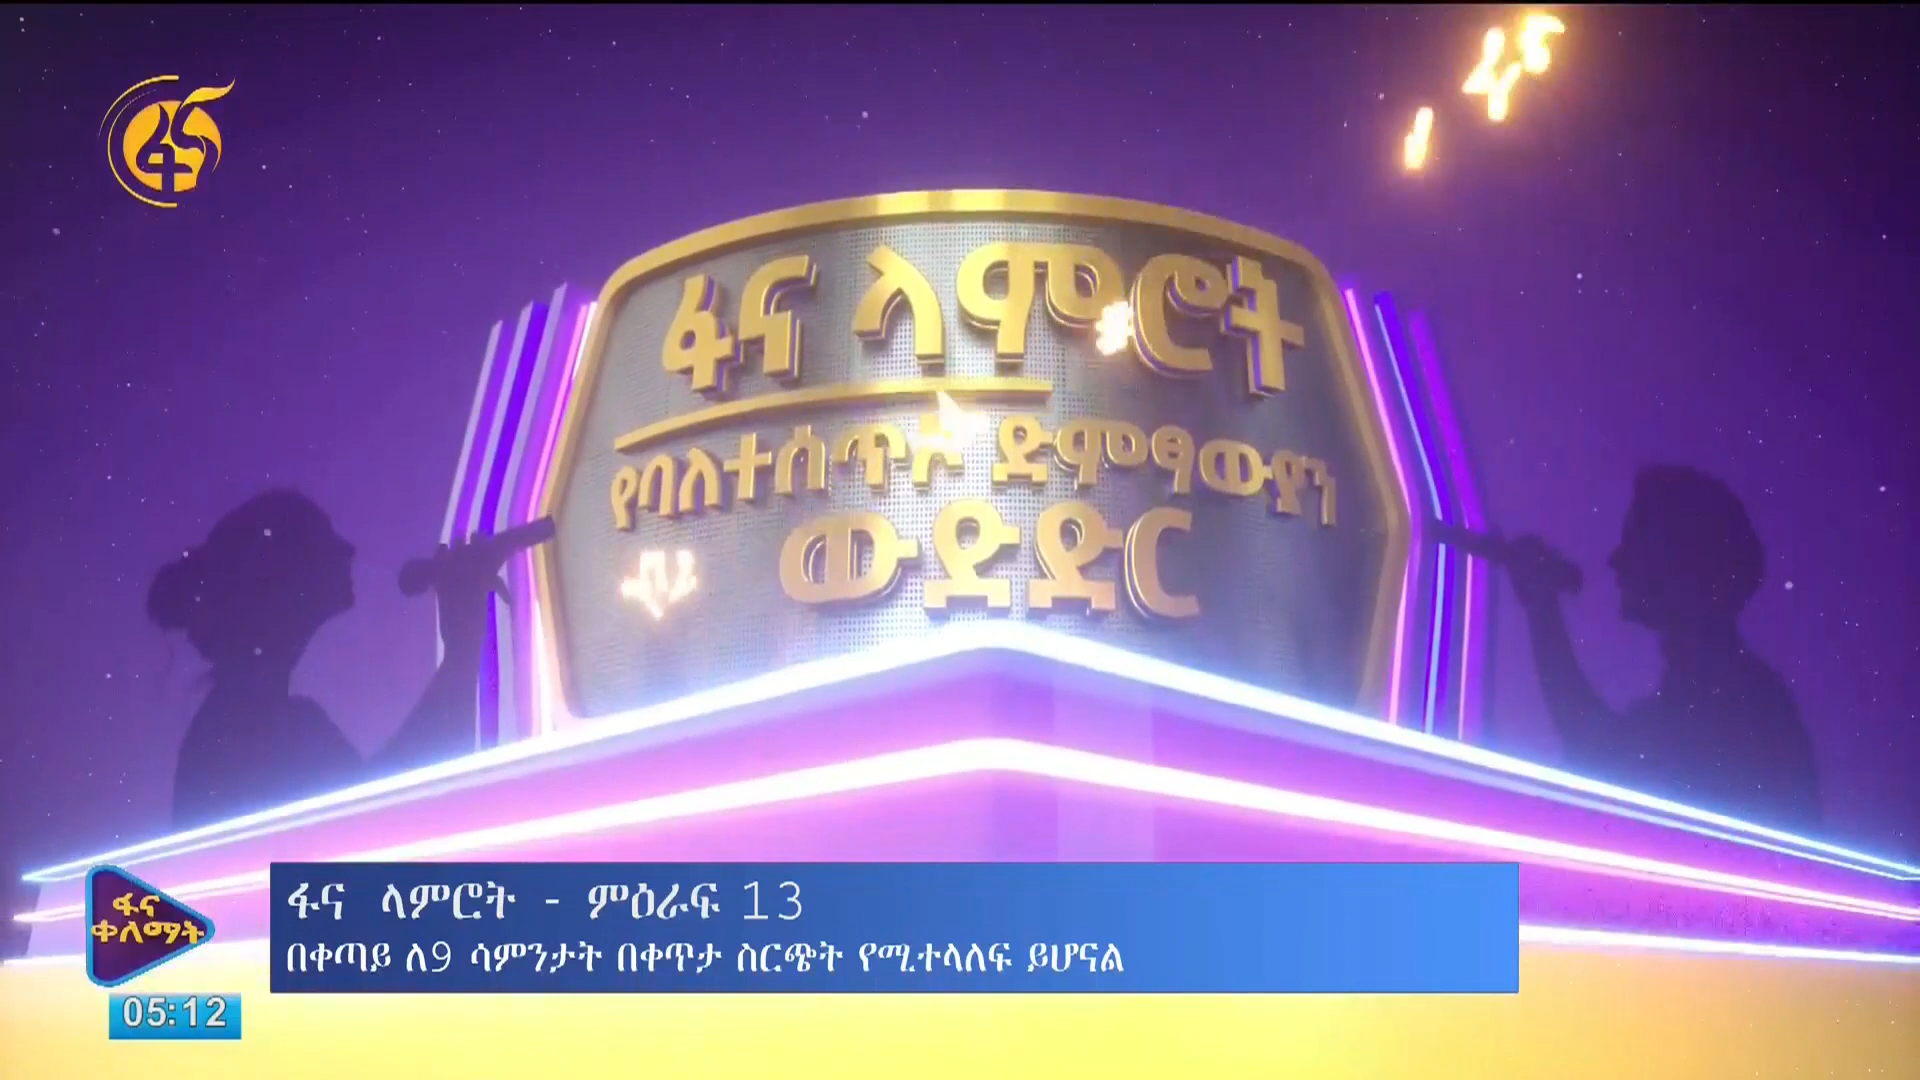 ፋና
ፋና ላምሮት
የባለተሰጥኦ ድምፃውያን
ውድድር
ፋና
ቀለማት
ፋና ላምሮት - ምዕራፍ 13
በቀጣይ ለ9 ሳምንታት በቀጥታ ስርጭት የሚተላለፍ ይሆናል
05:12